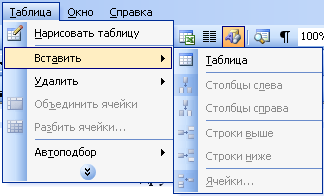 Таблица Окно Справка
Нарисовать таблицу
Вставить
Удалить
Объединить ячейки
Разбить ячейки...
Автоподбор
¶ 100%
Таблица
Столбцы слева
Столбцы справа
Строки выше
Строки ниже
Ячейки...